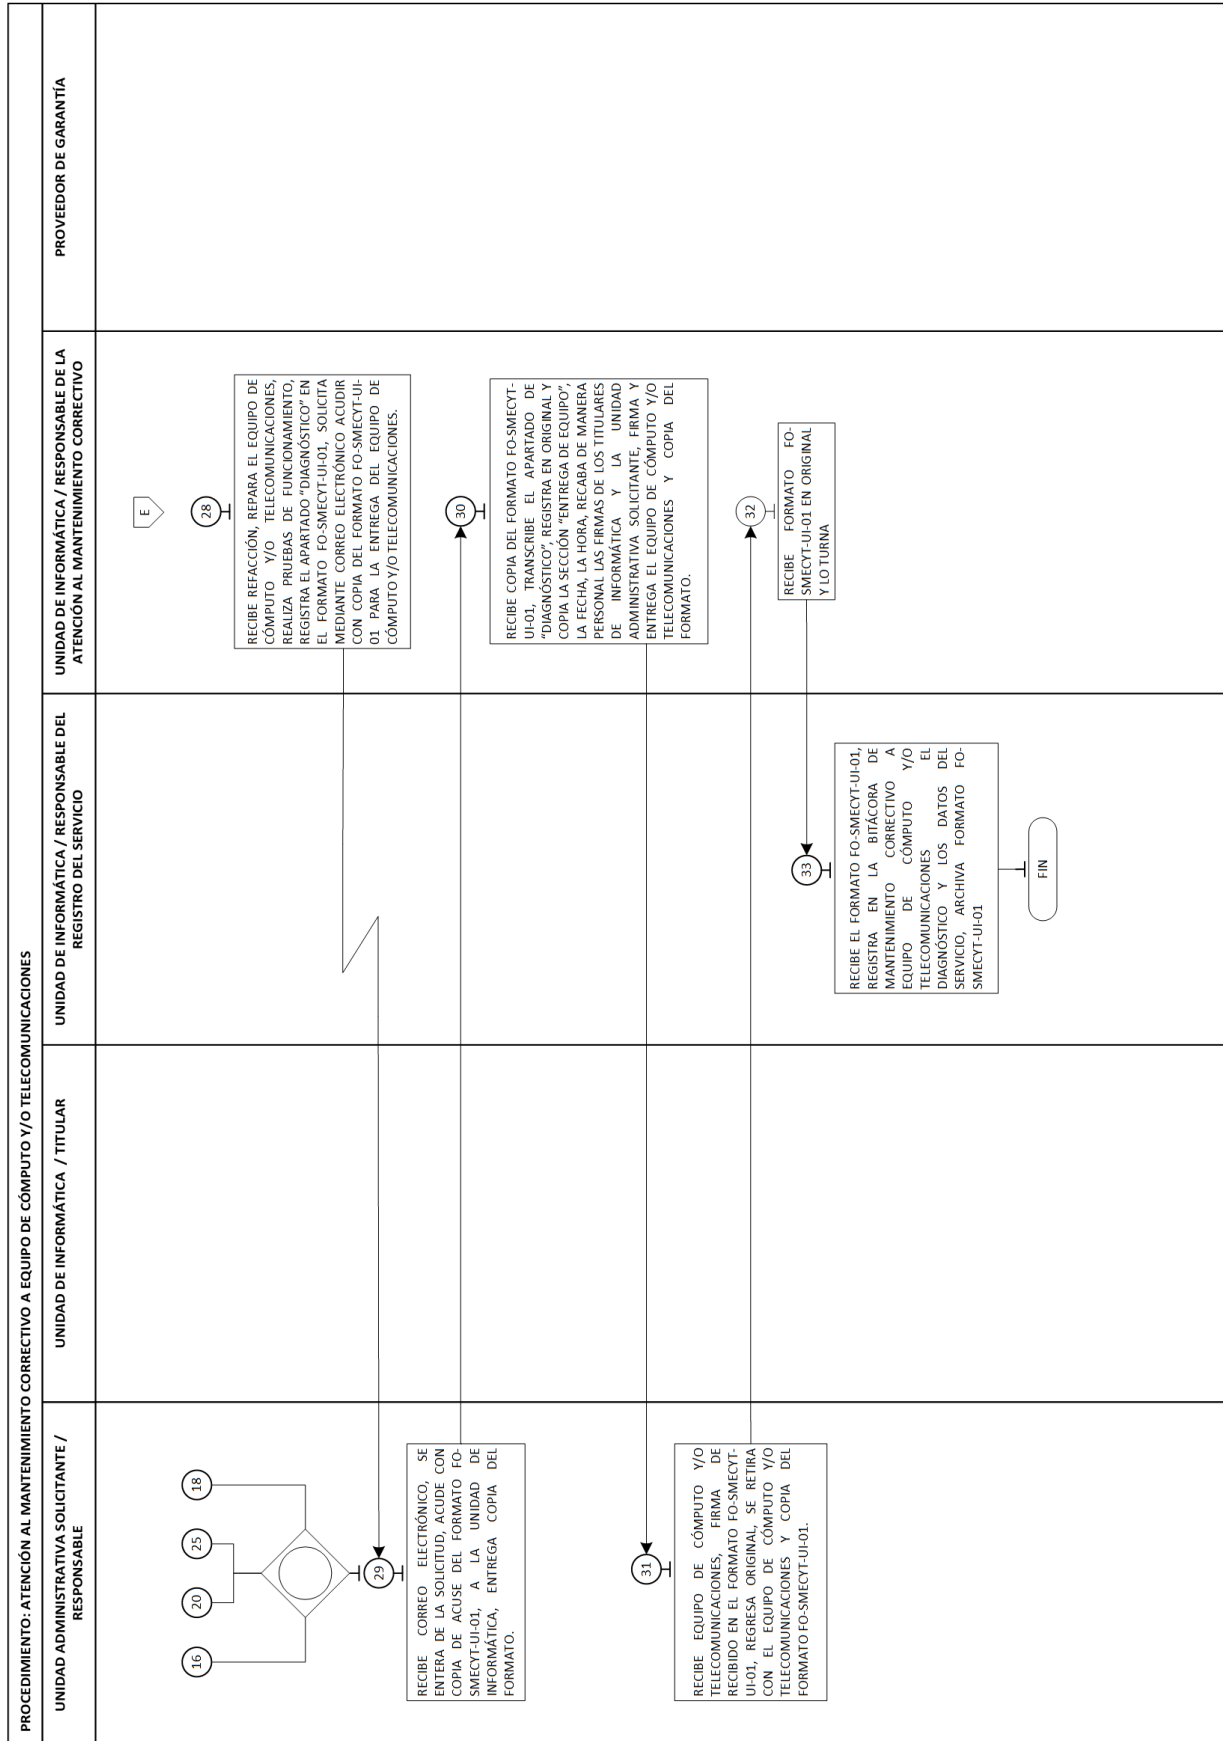 PROCEDIMIENTO: ATENCIÓN AL MANTENIMIENTO CORRECTIVO A EQUIPO DE CÓMPUTO Y/O TELECOMUNICACIONES
UNIDAD ADMINISTRATIVA SOLICITANTE /
RESPONSABLE
UNIDAD DE INFORMÁTICA / TITULAR
UNIDAD DE INFORMÁTICA / RESPONSABLE DEL
REGISTRO DEL SERVICIO
UNIDAD DE INFORMÁTICA / RESPONSABLE DE LA
ATENCIÓN AL MANTENIMIENTO CORRECTIVO
PROVEEDOR DE GARANTÍA
E
16
20
25
18
28
RECIBE REFACCIÓN, REPARA EL EQUIPO DE
CÓMPUTO Y/O TELECOMUNICACIONES,
REALIZA PRUEBAS DE FUNCIONAMIENTO,
REGISTRA EL APARTADO "DIAGNÓSTICO" EN
EL FORMATO FO-SMECYT-UI-01, SOLICITA
MEDIANTE CORREO ELECTRÓNICO ACUDIR
CON COPIA DEL FORMATO FO-SMECYT-UI-
01 PARA LA ENTREGA DEL EQUIPO DE
CÓMPUTO Y/O TELECOMUNICACIONES.
29
RECIBE CORREO ELECTRÓNICO, SE
ENTERA DE LA SOLICITUD, ACUDE CON
COPIA DE ACUSE DEL FORMATO FO-
SMECYT-UI-01, A LA UNIDAD DE
INFORMÁTICA, ENTREGA COPIA DEL
FORMATO.
30
RECIBE COPIA DEL FORMATO FO-SMECYT-
UI-01, TRANSCRIBE EL APARTADO DE
"DIAGNÓSTICO", REGISTRA EN ORIGINAL Y
COPIA LA SECCIÓN "ENTREGA DE EQUIPO",
LA FECHA, LA HORA, RECABA DE MANERA
PERSONAL LAS FIRMAS DE LOS TITULARES
DE INFORMÁTICA Y LA UNIDAD
ADMINISTRATIVA SOLICITANTE, FIRMA Y
ENTREGA EL EQUIPO DE CÓMPUTO Y/O
TELECOMUNICACIONES Y COPIA DEL
FORMATO.
31
RECIBE EQUIPO DE CÓMPUTO Y/O
TELECOMUNICACIONES, FIRMA DE
RECIBIDO EN EL FORMATO FO-SMECYT-
UI-01, REGRESA ORIGINAL, SE RETIRA
CON EL EQUIPO DE CÓMPUTO Y/O
TELECOMUNICACIONES Y COPIA DEL
FORMATO FO-SMECYT-UI-01.
32
RECIBE FORMATO FO-
SMECYT-UI-01 EN ORIGINAL
Y LO TURNA
33
RECIBE EL FORMATO FO-SMECYT-UI-01,
REGISTRA EN LA BITÁCORA DE
MANTENIMIENTO CORRECTIVO A
EQUIPO DE CÓMPUTO Y/O
TELECOMUNICACIONES EL
DIAGNÓSTICO Y LOS DATOS DEL
SERVICIO, ARCHIVA FORMATO FO-
SMECYT-UI-01
FIN